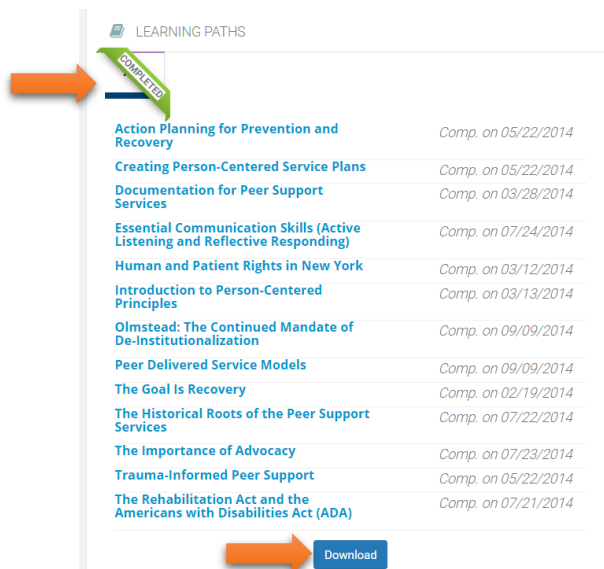 LEARNING PATHS
COMPLETED
Action Planning for Prevention and
Recovery
Comp. on 05/22/2014
Creating Person-Centered Service Plans
Comp. on 05/22/2014
Documentation for Peer Support
Services
Comp. on 03/28/2014
Essential Communication Skills (Active
Listening and Reflective Responding)
Comp. on 07/24/2014
Human and Patient Rights in New York
Comp. on 03/12/2014
Introduction to Person-Centered
Principles
Comp. on 03/13/2014
Olmstead: The Continued Mandate of
De-Institutionalization
Comp. on 09/09/2014
Peer Delivered Service Models
Comp. on 09/09/2014
The Goal Is Recovery
Comp. on 02/19/2014
The Historical Roots of the Peer Support
Services
Comp. on 07/22/2014
The Importance of Advocacy
Comp. on 07/23/2014
Trauma-Informed Peer Support
Comp. on 05/22/2014
The Rehabilitation Act and the
Americans with Disabilities Act (ADA)
Comp. on 07/21/2014
Download